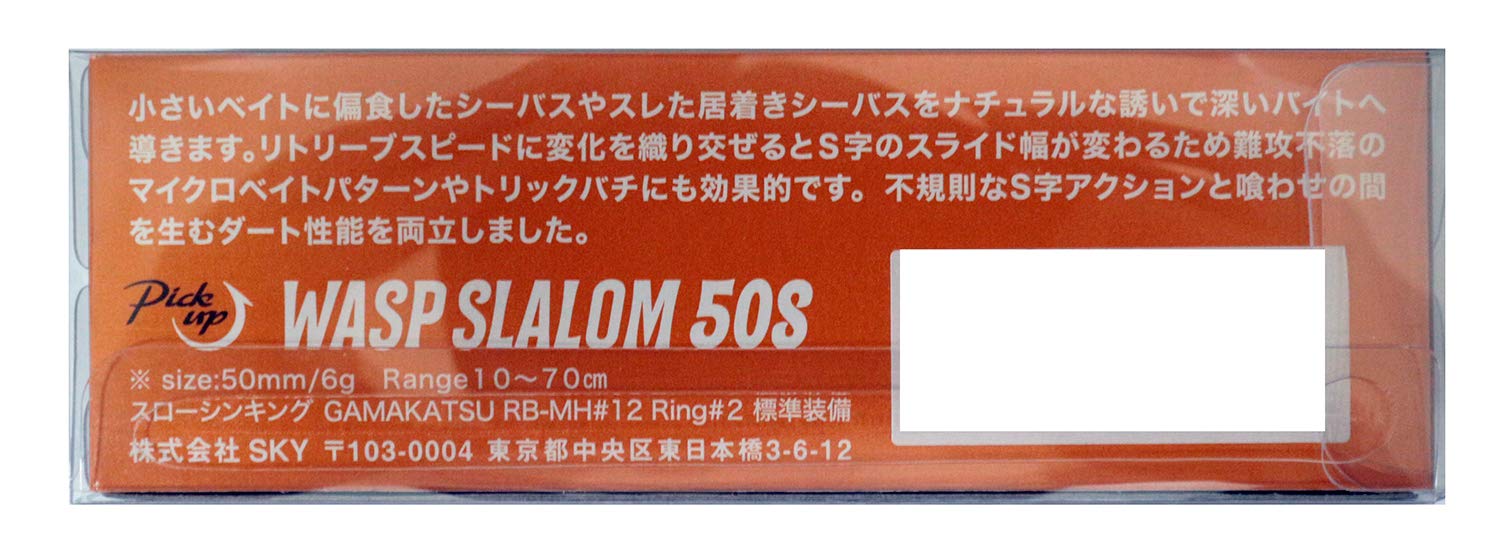 小さいベイトに偏食したシーバスやスレた居着きシーバスをナチュラルな誘いで深いバイトへ
導きます。リトリーブスピードに変化を織り交ぜるとS字のスライド幅が変わるため難攻不落の
マイクロベイトパターンやトリックバチにも効果的です。 不規則なS字アクションと喰わせの間
を生むダート性能を両立しました。
Pick up WASP SLALOM 50S
※ size:50mm/6g Range10〜70cm
スローシンキング GAMAKATSU RB-MH#12 Ring#2 標準装備
株式会社 SKY 〒103-0004 東京都中央区東日本橋3-6-12